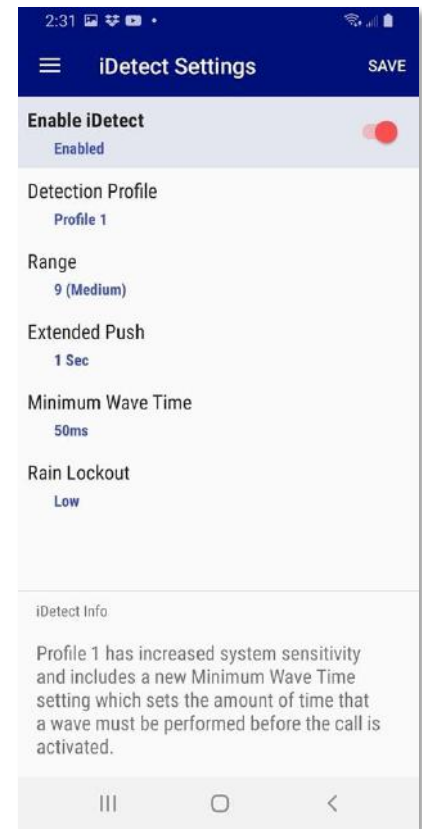 2:31
iDetect Settings SAVE
Enable iDetect
Enabled
Detection Profile
Profile 1
Range
9 (Medium)
Extended Push
1 Sec
Minimum Wave Time
50ms
Rain Lockout
Low
iDetect Info
Profile 1 has increased system sensitivity
and includes a new Minimum Wave Time
setting which sets the amount of time that
a wave must be performed before the call is
activated.